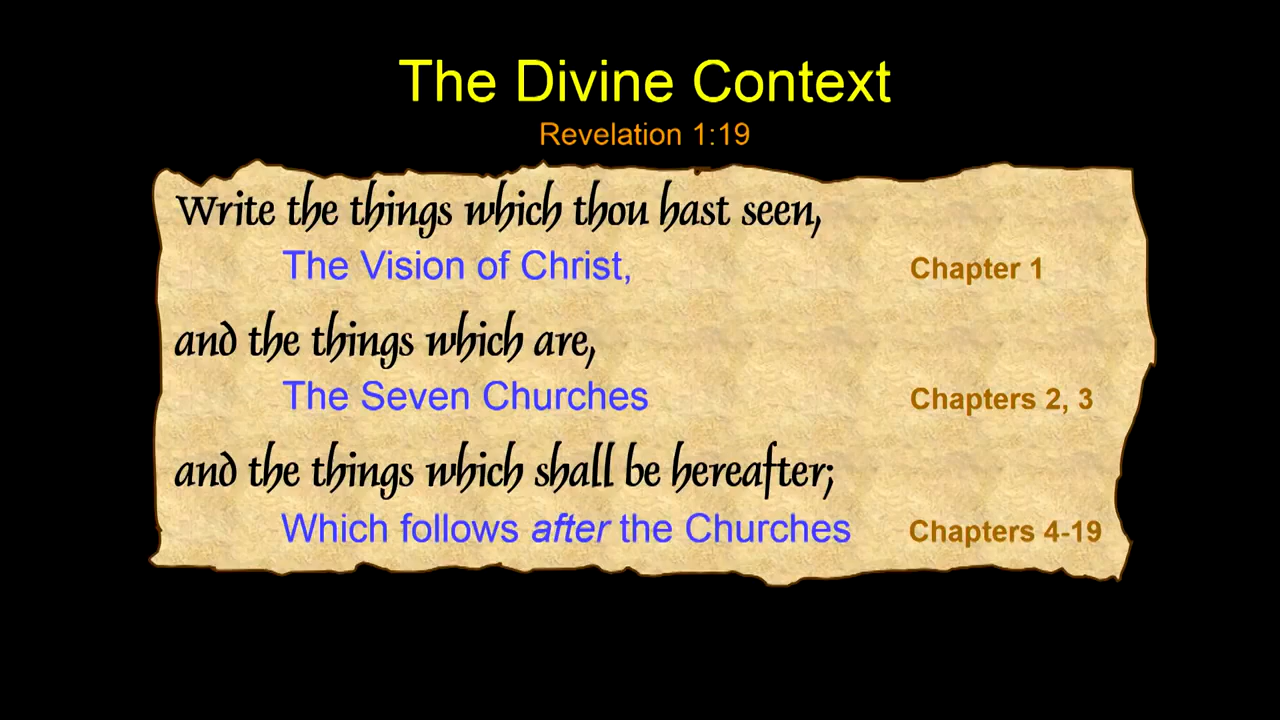 The Divine Context
Revelation 1:19
Write the things which thou hast seen,
The Vision of Christ, Chapter 1
and the things which are,
The Seven Churches Chapters 2, 3
and the things which shall be hereafter;
Which follows after the Churches Chapters 4-19